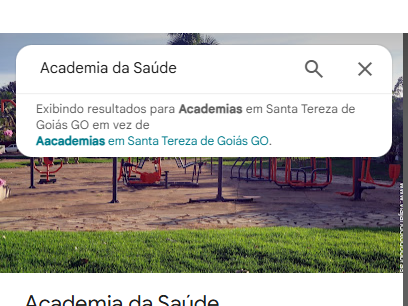 Academia da Saúde
Exibindo resultados para Academias em Santa Tereza de
Goiás GO em vez de
Aacademias em Santa Tereza de Goiás GO.
Academia da Saúde